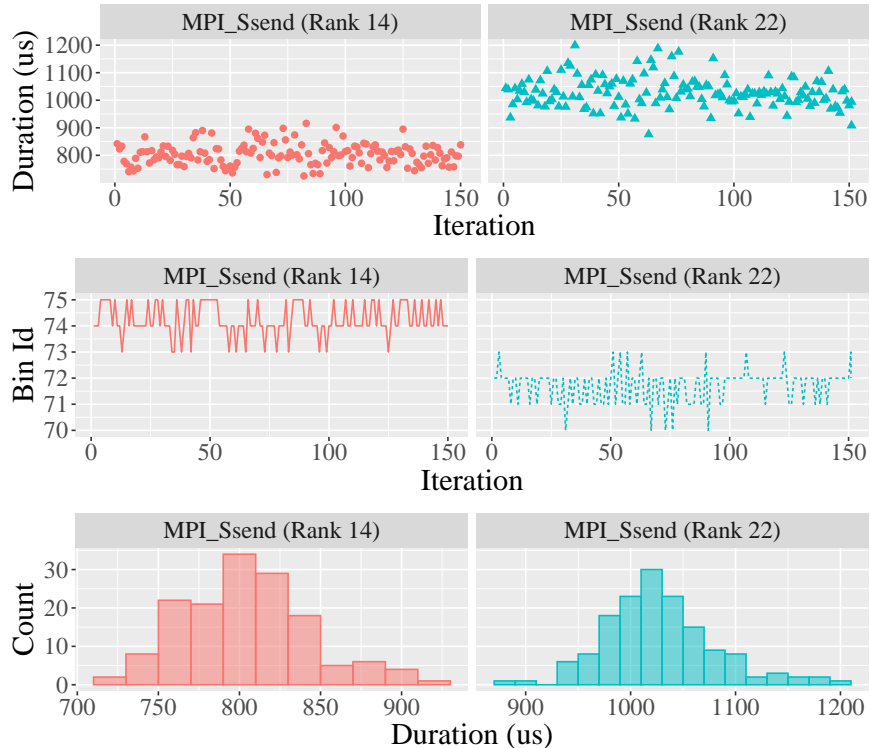 MPI_Ssend (Rank 14) MPI_Ssend (Rank 22)
Duration (us)
1200
1100
1000
900
800
0 50 100 150 0 50 100 150
Iteration
MPI_Ssend (Rank 14) MPI_Ssend (Rank 22)
Bin Id
75
74
73
72
71
70
0 50 100 150 0 50 100 150
Iteration
MPI_Ssend (Rank 14) MPI_Ssend (Rank 22)
Count
30
20
10
0
700 750 800 850 900 900 1000 1100 1200
Duration (us)